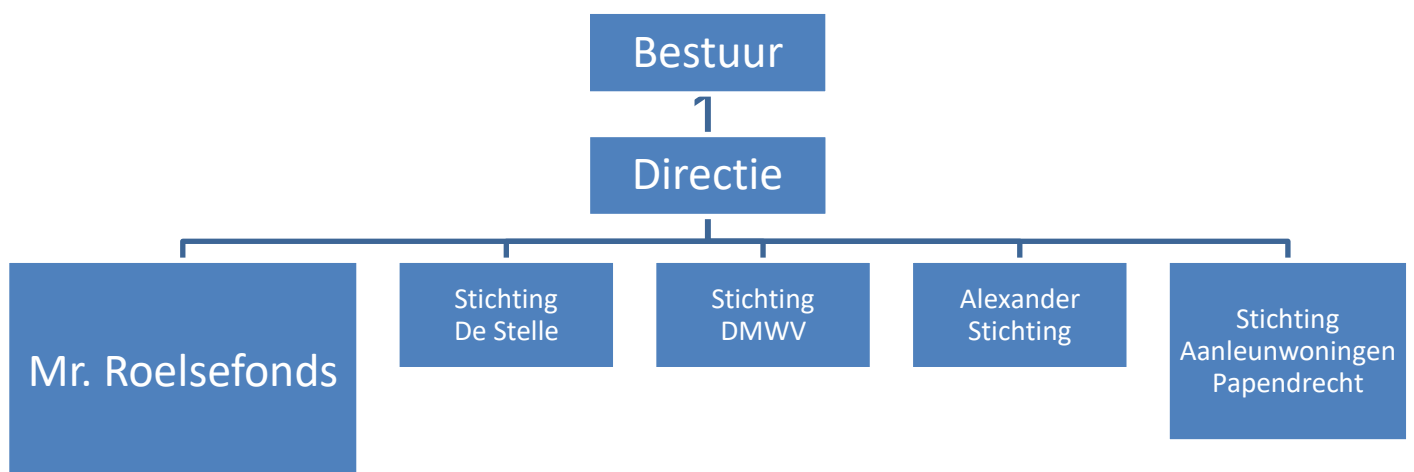 Bestuur
Directie
Mr. Roelsefonds
Stichting
De Stelle
Stichting
DMWV
Alexander
Stichting
Stichting
Aanleunwoningen
Papendrecht